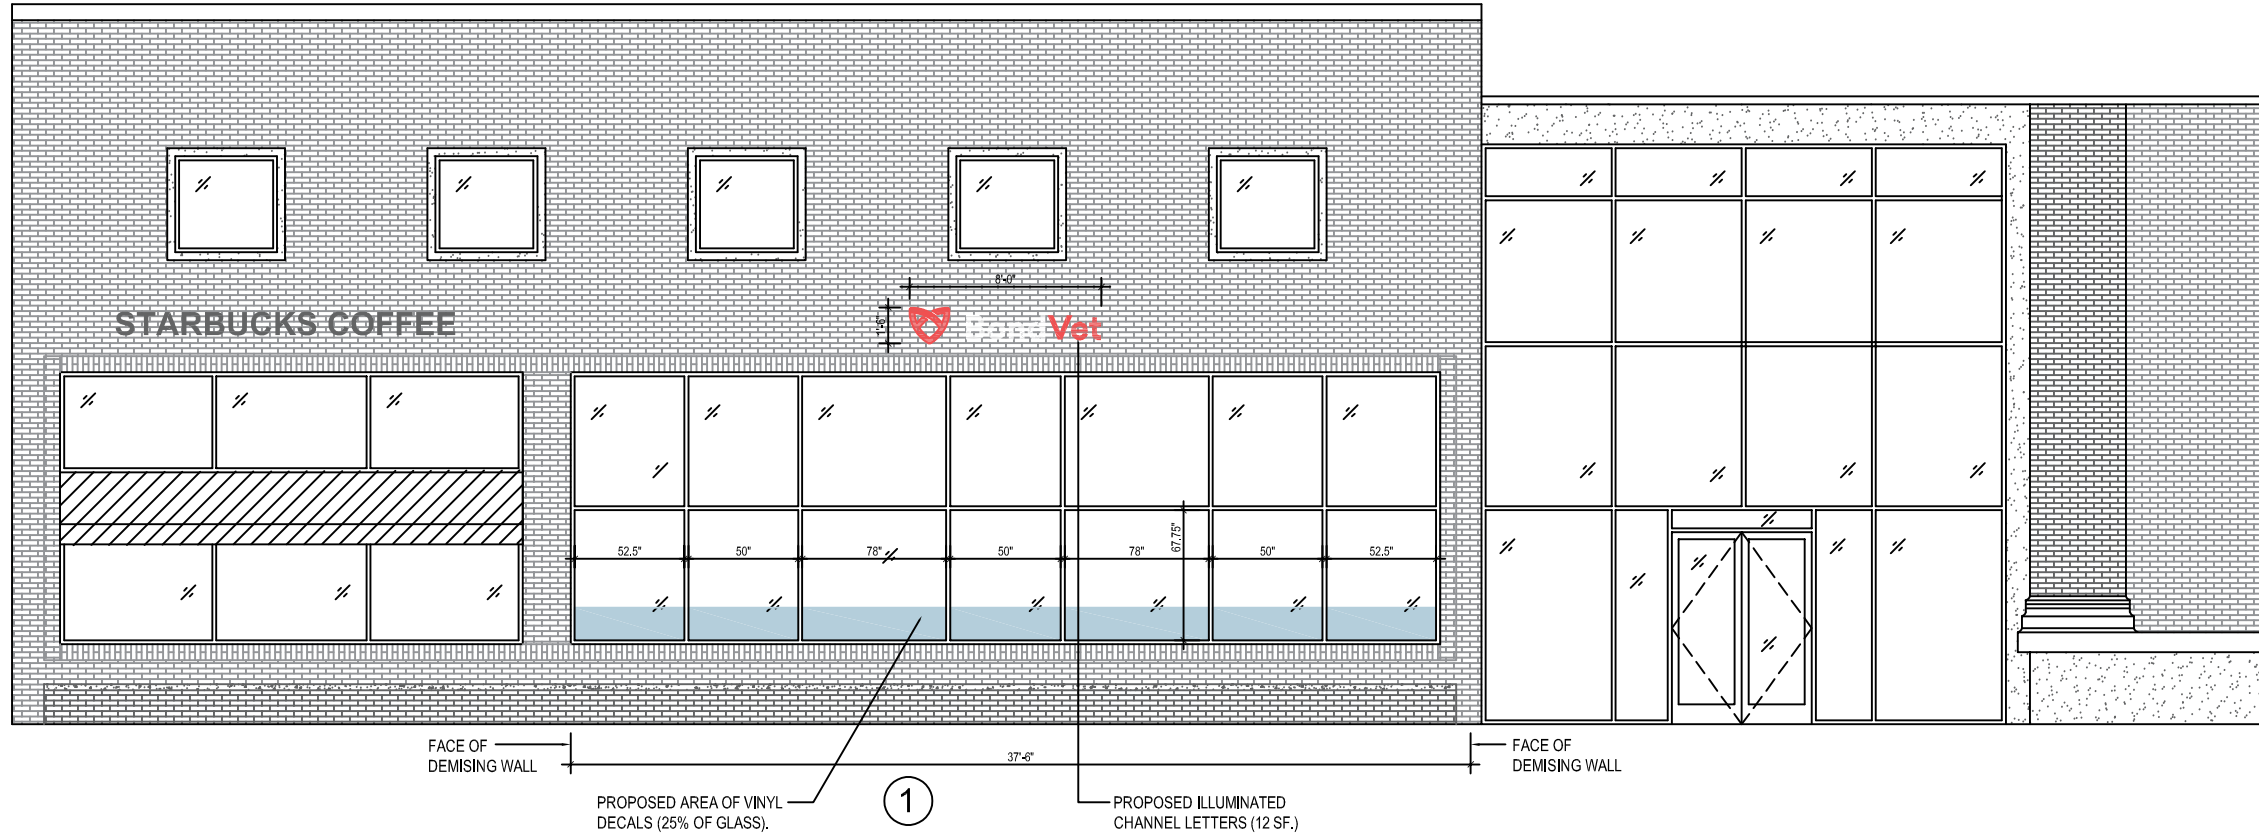 8'-0"
1'-6"
STARBUCKS COFFEE
BondVet
67.75"
52.5" 50" 78" 50" 78" 50" 52.5"
FACE OF
DEMISING WALL
37'-6"
FACE OF
DEMISING WALL
PROPOSED AREA OF VINYL
DECALS (25% OF GLASS).
1
PROPOSED ILLUMINATED
CHANNEL LETTERS (12 SF.)